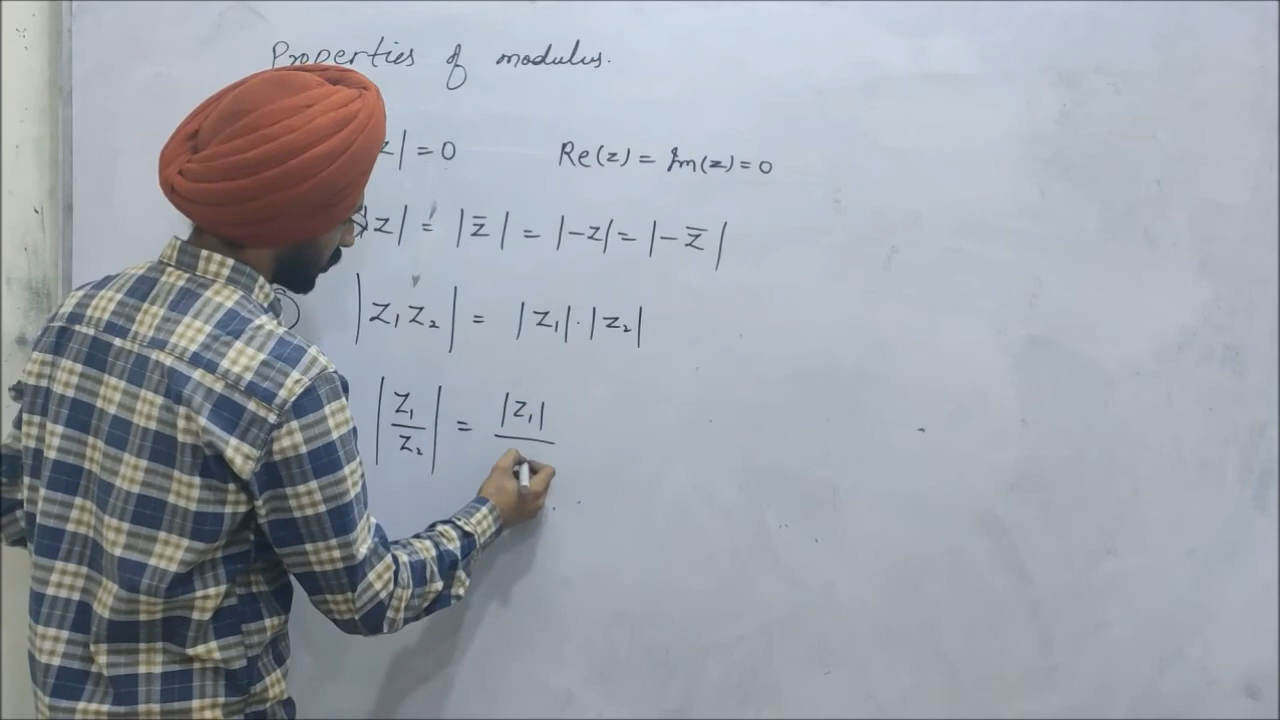 Properties of modulus.
z| = 0 Re(z) = Im(z) = 0
|z| = |z̄| = |-z| = |-z̄|
|z₁z₂| = |z₁|.|z₂|
|z₁/z₂| = |z₁|/